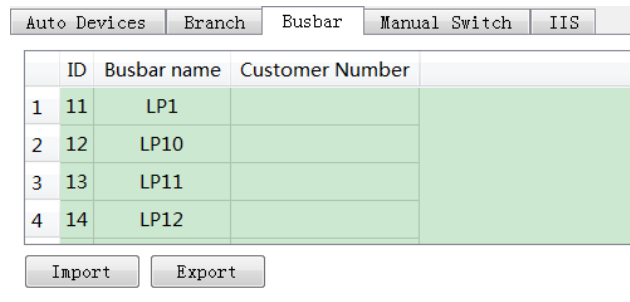 Auto Devices Branch Busbar Manual Switch IIS
ID Busbar name Customer Number
1 11 LP1
2 12 LP10
3 13 LP11
4 14 LP12
Import Export